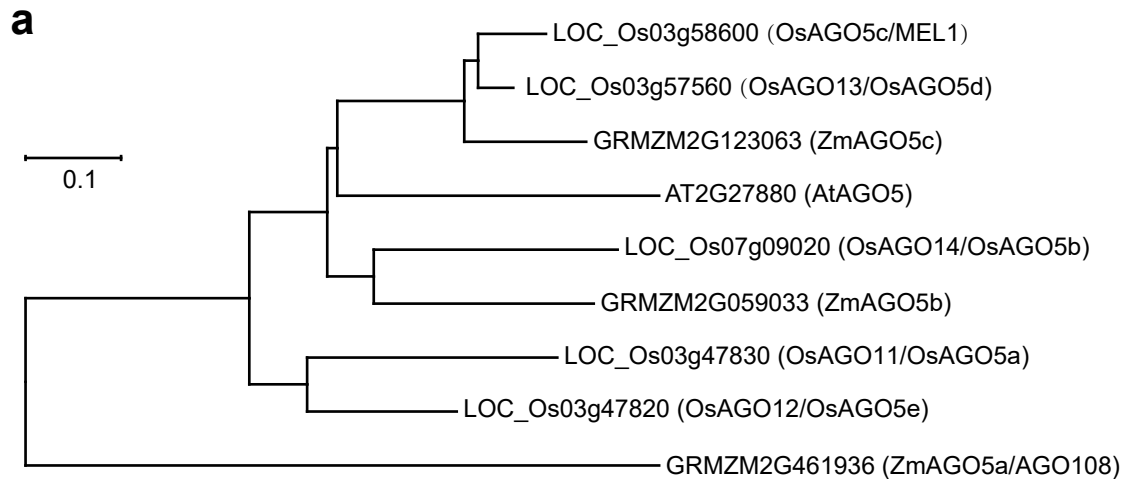 a
LOC_Os03g58600 (OsAGO5c/MEL1)
LOC_Os03g57560 (OsAGO13/OsAGO5d)
GRMZM2G123063 (ZmAGO5c)
0.1
AT2G27880 (AtAGO5)
LOC_Os07g09020 (OsAGO14/OsAGO5b)
GRMZM2G059033 (ZmAGO5b)
LOC_Os03g47830 (OsAGO11/OsAGO5a)
LOC_Os03g47820 (OsAGO12/OsAGO5e)
GRMZM2G461936 (ZmAGO5a/AGO108)